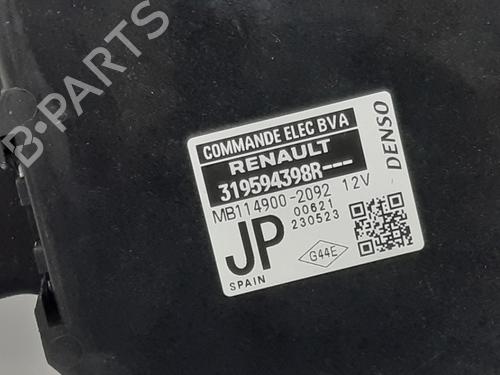 B-PARTS
COMMANDE ELEC BVA
RENAULT
319594398R---
MB114900-2092 12V
00621
230523
JP
SPAIN
G44E
DENSO